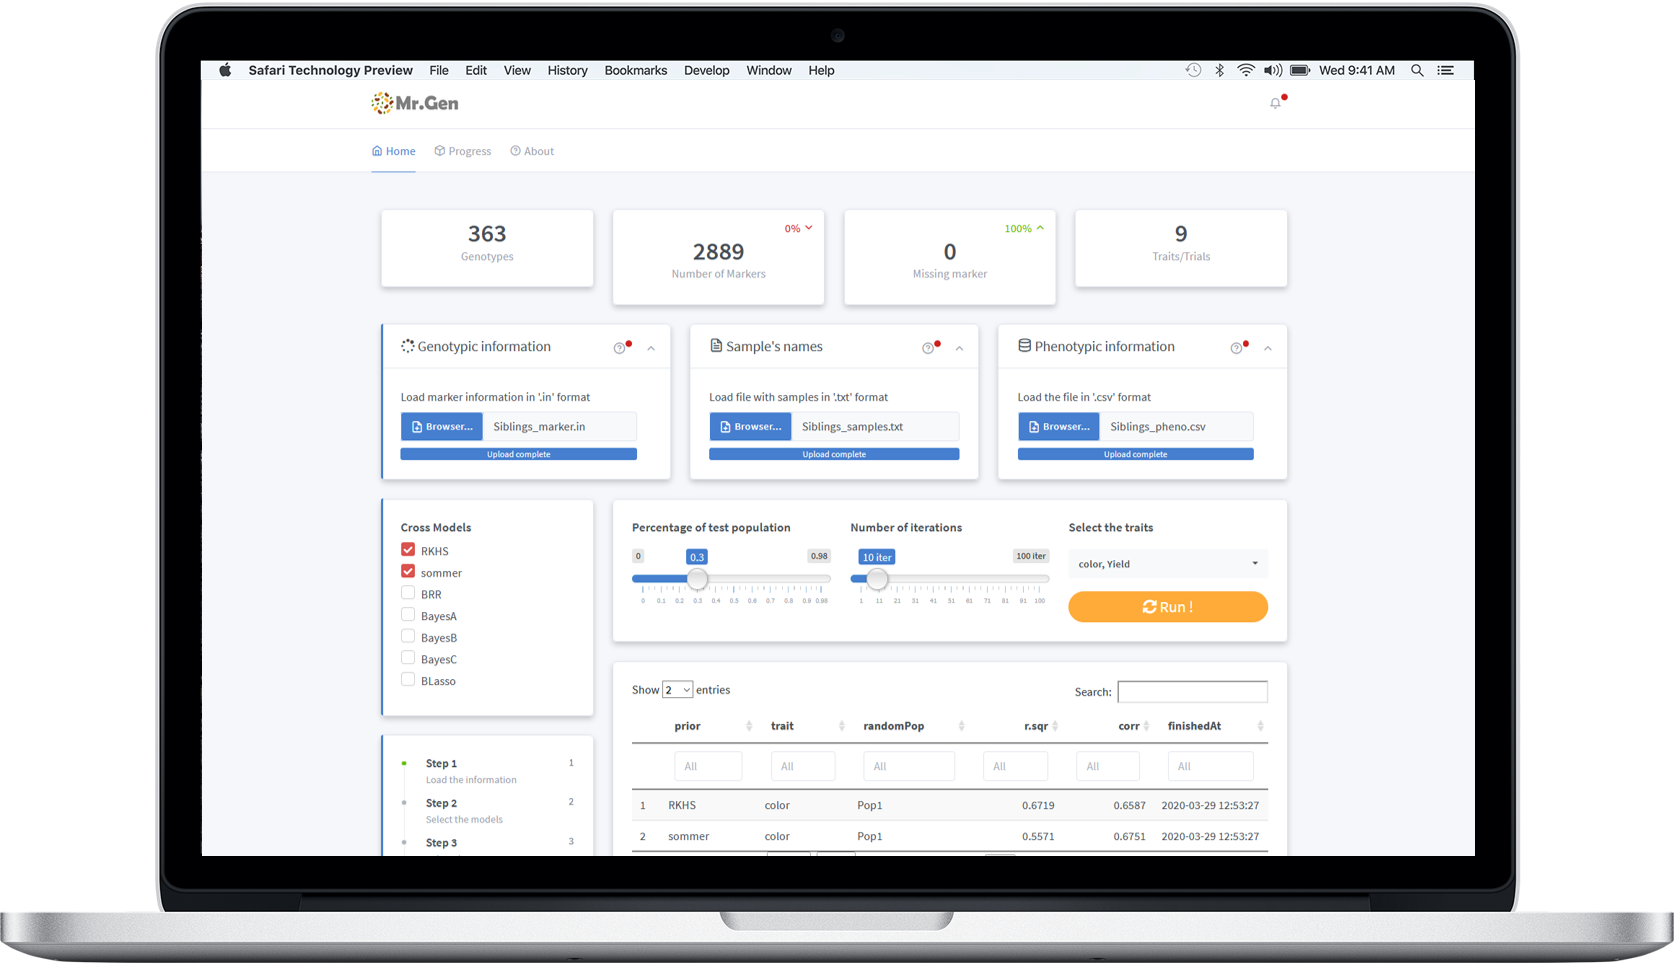 Safari Technology Preview File Edit View History Bookmarks Develop Window Help Wed 9:41 AM
Mr.Gen
Home Progress About
363
Genotypes
0%
2889
Number of Markers
100%
0
Missing marker
9
Traits/Trials
Genotypic information
Load marker information in '.in' format
Browser... Siblings_marker.in
Upload complete
Sample's names
Load file with samples in '.txt' format
Browser... Siblings_samples.txt
Upload complete
Phenotypic information
Load the file in '.csv' format
Browser... Siblings_pheno.csv
Upload complete
Cross Models
RKHS
sommer
BRR
BayesA
BayesB
BayesC
BLasso
Percentage of test population
0 0.3 0.98
0 0.1 0.2 0.3 0.4 0.5 0.6 0.7 0.8 0.9 0.98
Number of iterations
10 iter 100 iter
1 11 21 31 41 51 61 71 81 91 100
Select the traits
color, Yield
Run !
Step 1 1
Load the information
Step 2 2
Select the models
Step 3 3
Show 2 entries
Search:
prior trait randomPop r.sqr corr finishedAt
All All All All All All
1 RKHS color Pop1 0.6719 0.6587 2020-03-29 12:53:27
2 sommer color Pop1 0.5571 0.6751 2020-03-29 12:53:27